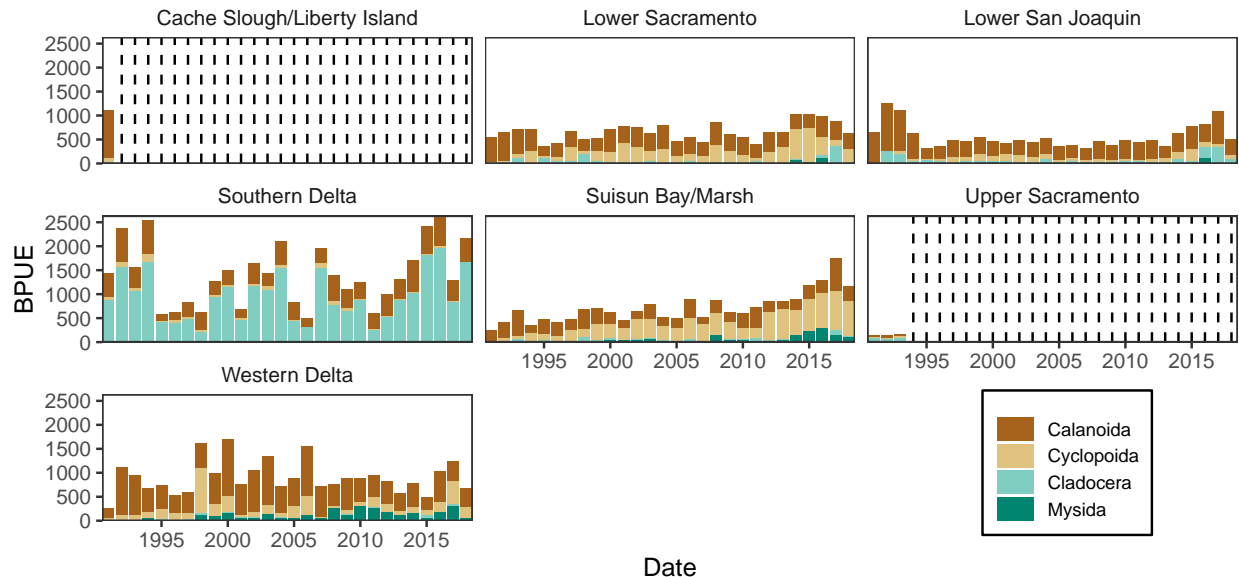 Cache Slough/Liberty Island Lower Sacramento Lower San Joaquin
2500
2000
1500
1000
500
0
Southern Delta Suisun Bay/Marsh Upper Sacramento
2500
2000
1500
1000
500
0
1995 2000 2005 2010 2015 1995 2000 2005 2010 2015
Western Delta
2500
2000
1500
1000
500
0
1995 2000 2005 2010 2015
BPUE
Date
Calanoida
Cyclopoida
Cladocera
Mysida